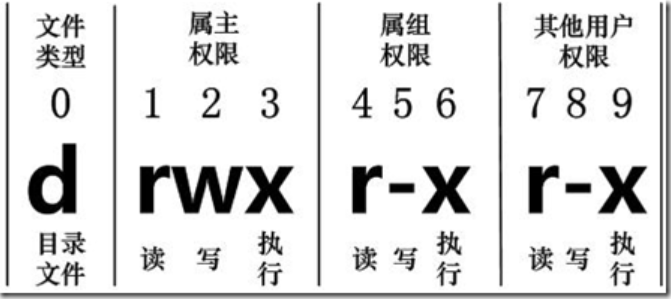 文件 属主 属组 其他用户
类型 权限 权限 权限
0 1 2 3 4 5 6 7 8 9
d rwx r-x r-x
目录 读 写 执 读 写 执 读 写 执
文件 行 行 行